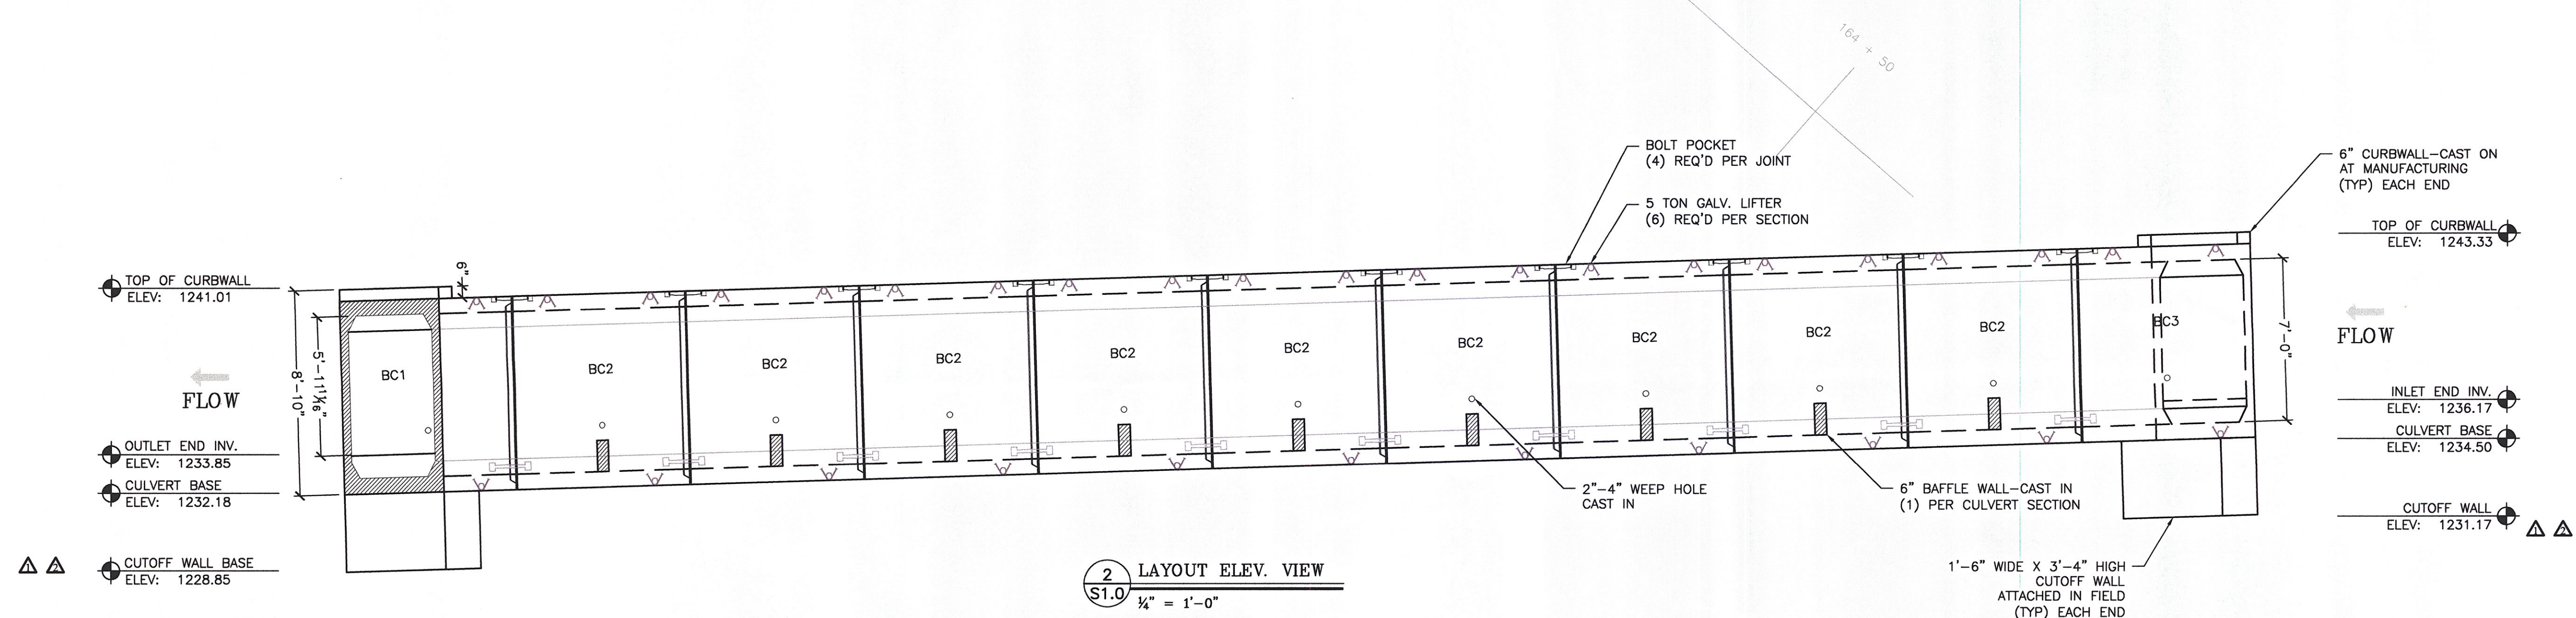 164 + 50
BOLT POCKET
(4) REQ'D PER JOINT
5 TON GALV. LIFTER
(6) REQ'D PER SECTION
6" CURBWALL-CAST ON
AT MANUFACTURING
(TYP) EACH END
TOP OF CURBWALL
ELEV: 1243.33
TOP OF CURBWALL
ELEV: 1241.01
6"
5'-11 11/16"
8'-10"
7'-0"
BC1
BC2
BC2
BC2
BC2
BC2
BC2
BC2
BC2
BC2
BC3
FLOW
FLOW
OUTLET END INV.
ELEV: 1233.85
CULVERT BASE
ELEV: 1232.18
CUTOFF WALL BASE
ELEV: 1228.85
1 2
INLET END INV.
ELEV: 1236.17
CULVERT BASE
ELEV: 1234.50
CUTOFF WALL
ELEV: 1231.17
1 2
2"-4" WEEP HOLE
CAST IN
6" BAFFLE WALL-CAST IN
(1) PER CULVERT SECTION
1'-6" WIDE X 3'-4" HIGH
CUTOFF WALL
ATTACHED IN FIELD
(TYP) EACH END
2
S1.0
LAYOUT ELEV. VIEW
¼" = 1'-0"